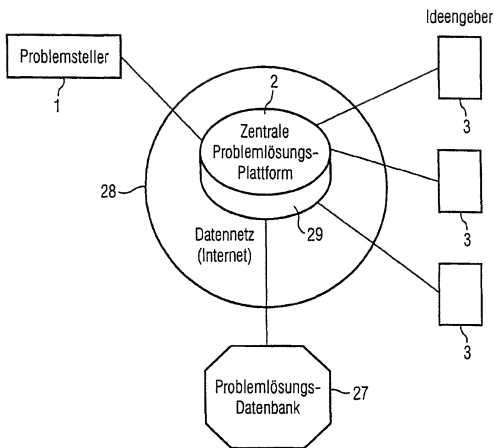 Ideengeber
Problemsteller
1
2
3
Zentrale
Problemlösungs-
Plattform
28
3
29
Datennetz
(Internet)
3
Problemlösungs-
Datenbank
27